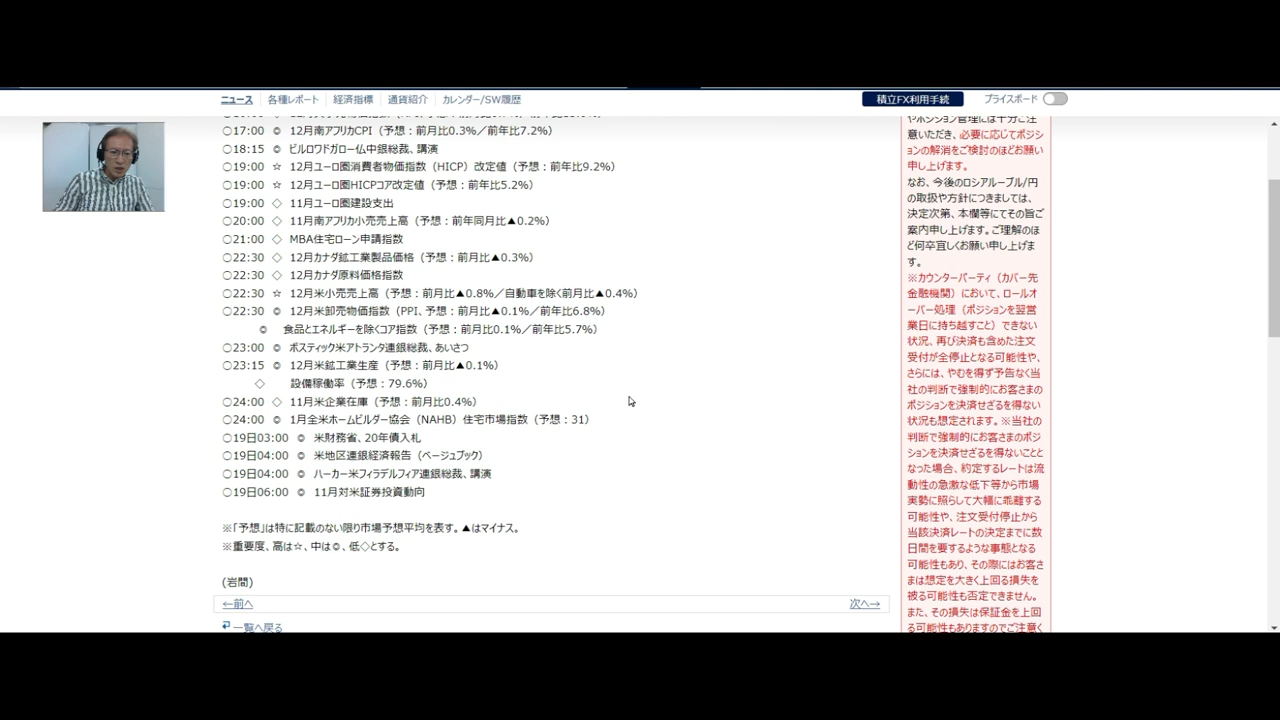 ニュース 各種レポート 経済指標 通貨紹介 カレンダー/SW履歴 積立FX利用手続 プライスボード
○17:00 ◎ 12月南アフリカCPI（予想：前月比0.3%／前年比7.2%）
○18:15 ◎ ビルロワドガロー仏中銀総裁、講演
○19:00 ☆ 12月ユーロ圏消費者物価指数（HICP）改定値（予想：前年比9.2%）
○19:00 ☆ 12月ユーロ圏HICPコア改定値（予想：前年比5.2%）
○19:00 ◇ 11月ユーロ圏建設支出
○20:00 ◇ 11月南アフリカ小売売上高（予想：前年同月比▲0.2%）
○21:00 ◇ MBA住宅ローン申請指数
○22:30 ◇ 12月カナダ鉱工業製品価格（予想：前月比▲0.3%）
○22:30 ◇ 12月カナダ原料価格指数
○22:30 ☆ 12月米小売売上高（予想：前月比▲0.8%／自動車を除く前月比▲0.4%）
○22:30 ◎ 12月米卸売物価指数（PPI、予想：前月比▲0.1%／前年比6.8%）
◎ 食品とエネルギーを除くコア指数（予想：前月比0.1%／前年比5.7%）
○23:00 ◎ ボスティック米アトランタ連銀総裁、あいさつ
○23:15 ◎ 12月米鉱工業生産（予想：前月比▲0.1%）
◇ 設備稼働率（予想：79.6%）
○24:00 ◇ 11月米企業在庫（予想：前月比0.4%）
○24:00 ◎ 1月全米ホームビルダー協会（NAHB）住宅市場指数（予想：31）
○19日03:00 ◎ 米財務省、20年債入札
○19日04:00 ◎ 米地区連銀経済報告（ベージュブック）
○19日04:00 ◎ ハーカー米フィラデルフィア連銀総裁、講演
○19日06:00 ◎ 11月対米証券投資動向
※「予想」は特に記載のない限り市場予想平均を表す。▲はマイナス。
※重要度、高は☆、中は◎、低◇とする。
(岩間)
←前へ 次へ→
一覧へ戻る
やポジション管理には十分ご注
意いただき、必要に応じてポジシ
ョンの解消をご検討のほどお願い
申し上げます。
なお、今後のロシアルーブル/円
の取扱や方針につきましては、
決定次第、本欄等にてその旨ご
案内申し上げます。ご理解のほ
ど何卒宜しくお願い申し上げま
す。
※カウンターパーティ（カバー先
金融機関）において、ロールオ
ーバー処理（ポジションを翌営
業日に持ち越すこと）できない
状況、再び決済も含めた注文
受付が全停止となる可能性や、
さらには、やむを得ず予告なく当
社の判断で強制的にお客さまの
ポジションを決済せざるを得ない
状況も想定されます。※当社の
判断で強制的にお客さまのポジ
ションを決済せざるを得ないことと
なった場合、約定するレートは流
動性の急激な低下等から市場
実勢に照らして大幅に乖離する
可能性や、注文受付停止から
当該決済レートの決定までに数
日間を要するような事態となる
可能性もあり、その際にはお客さ
まは想定を大きく上回る損失を
被る可能性も否定できません。
また、その損失は保証金を上回
る可能性もありますのでご注意く